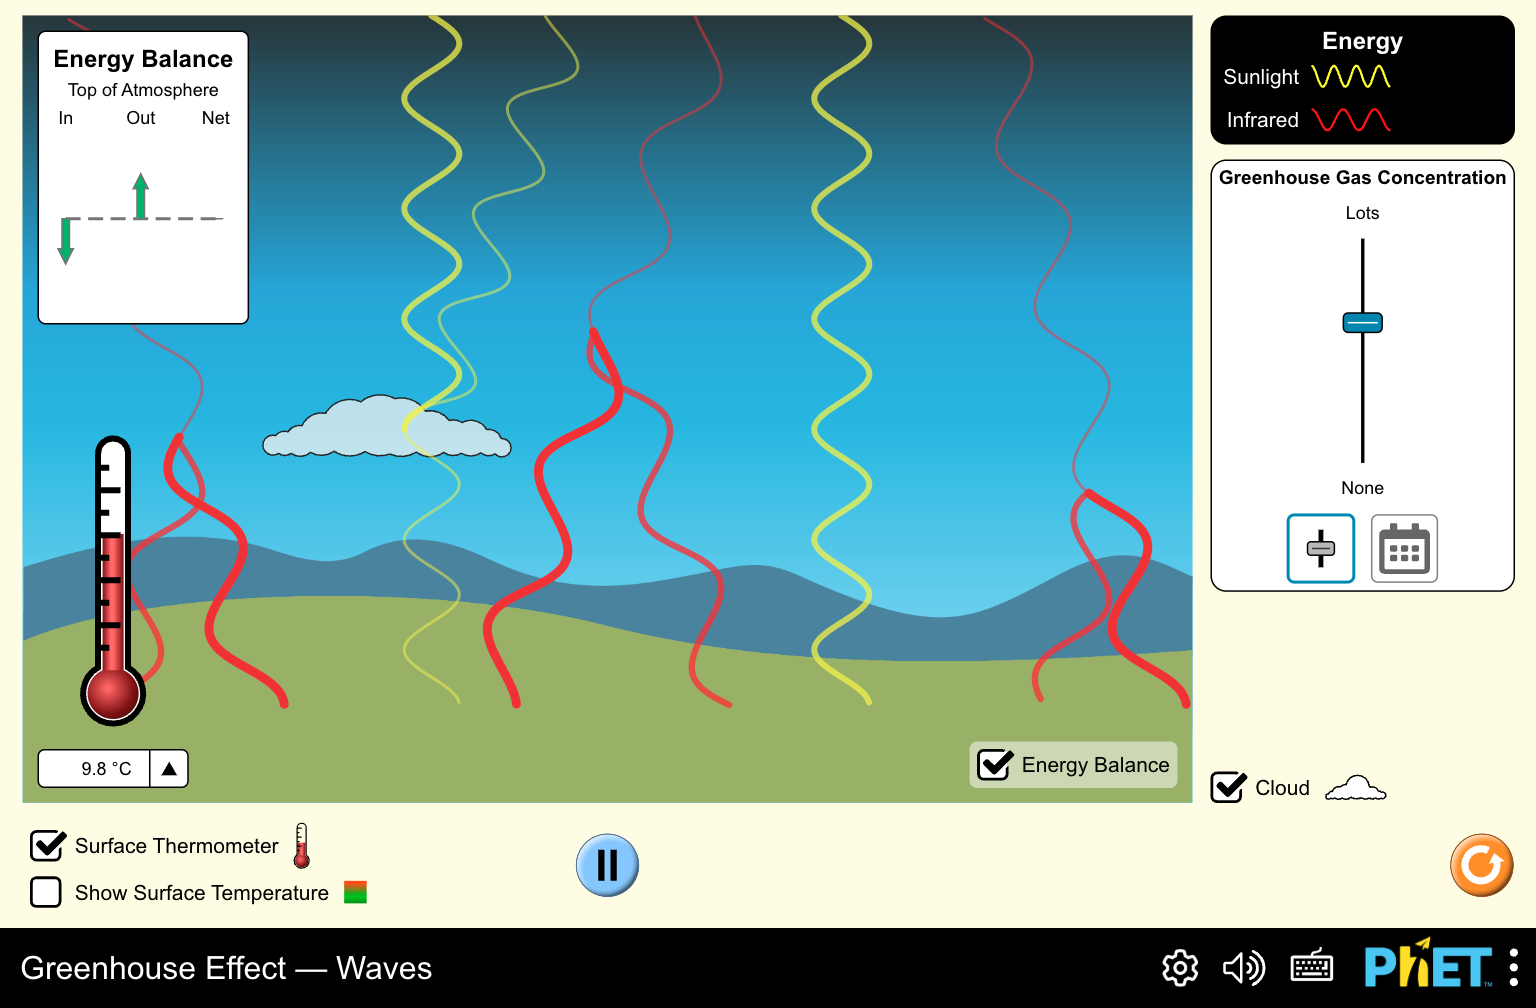 Energy Balance
Top of Atmosphere
In Out Net
9.8 °C
Energy Balance
Energy
Sunlight
Infrared
Greenhouse Gas Concentration
Lots
None
Cloud
Surface Thermometer
Show Surface Temperature
Greenhouse Effect — Waves
PhET™